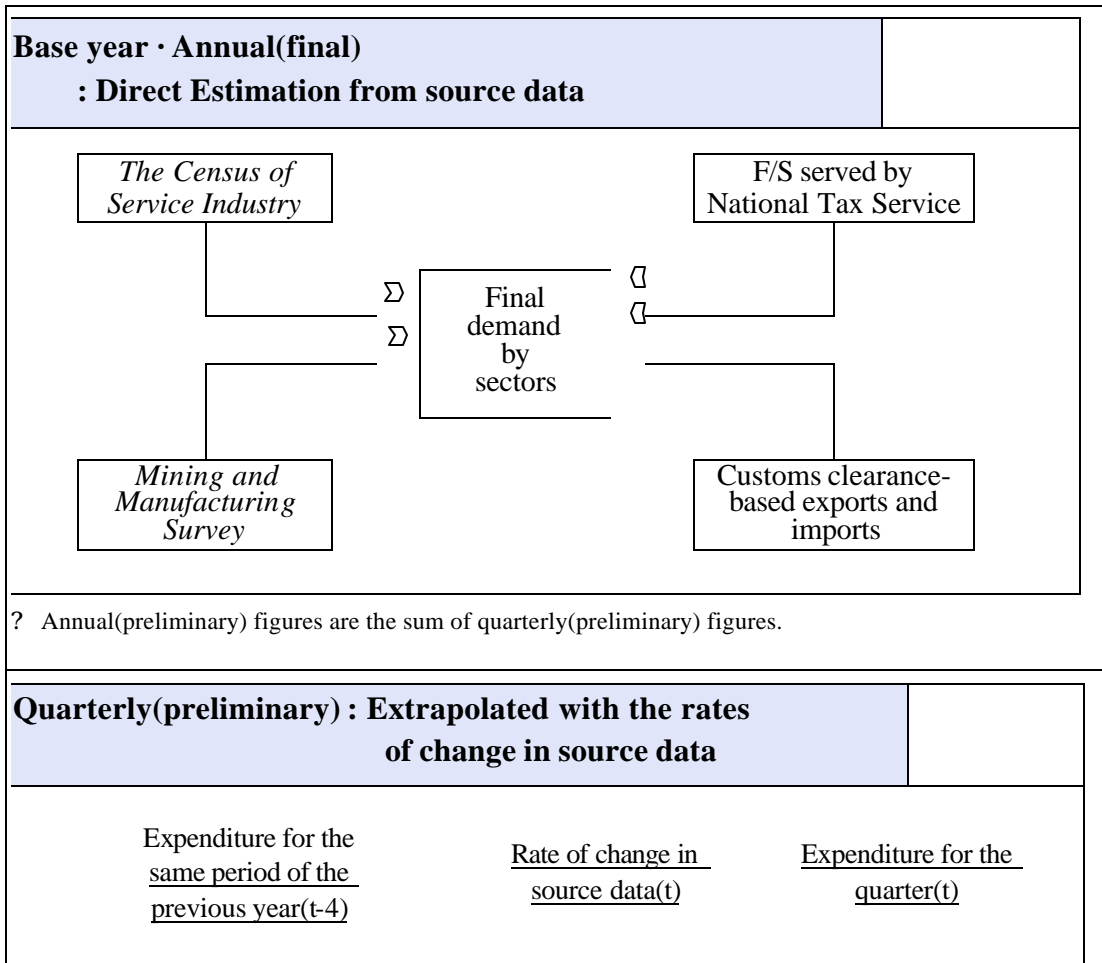 Base year · Annual(final)
: Direct Estimation from source data
The Census of
Service Industry
F/S served by
National Tax Service
Final
demand
by
sectors
Mining and
Manufacturing
Survey
Customs clearance-
based exports and
imports
? Annual(preliminary) figures are the sum of quarterly(preliminary) figures.
Quarterly(preliminary) : Extrapolated with the rates
of change in source data
Expenditure for the
same period of the
previous year(t-4)
Rate of change in
source data(t)
Expenditure for the
quarter(t)